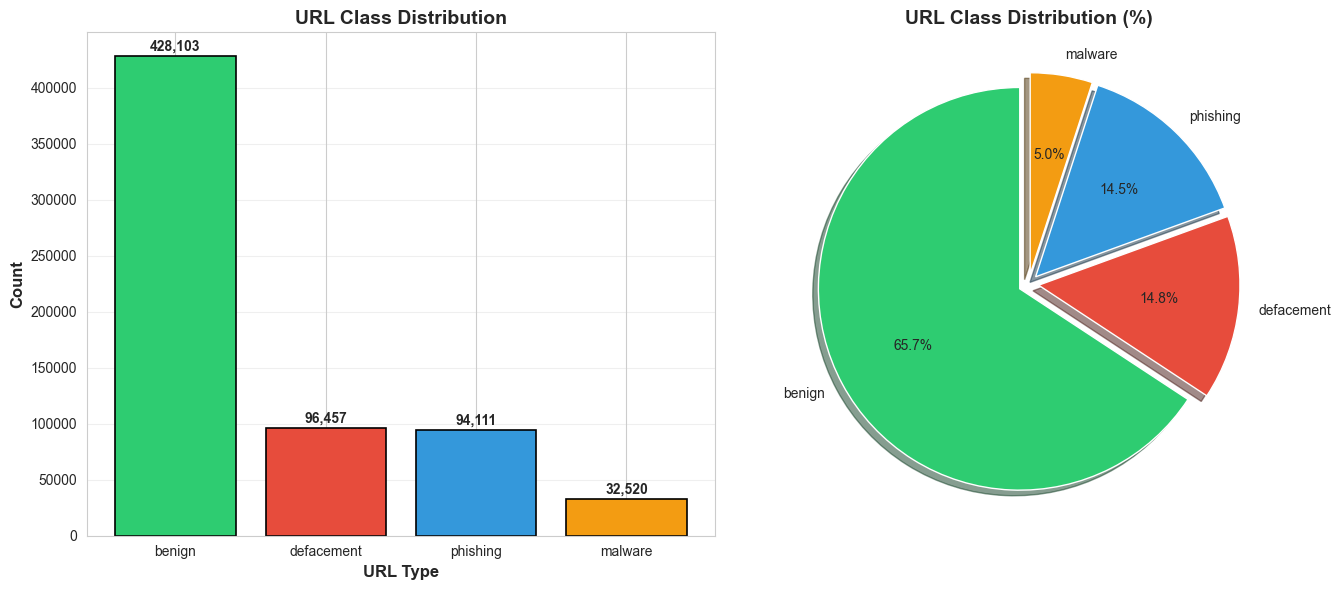 URL Class Distribution
428,103
400000
350000
300000
250000
200000
150000
100000
50000
0
Count
96,457
94,111
32,520
benign
defacement
phishing
malware
URL Type
URL Class Distribution (%)
malware
phishing
5.0%
14.5%
14.8%
defacement
65.7%
benign